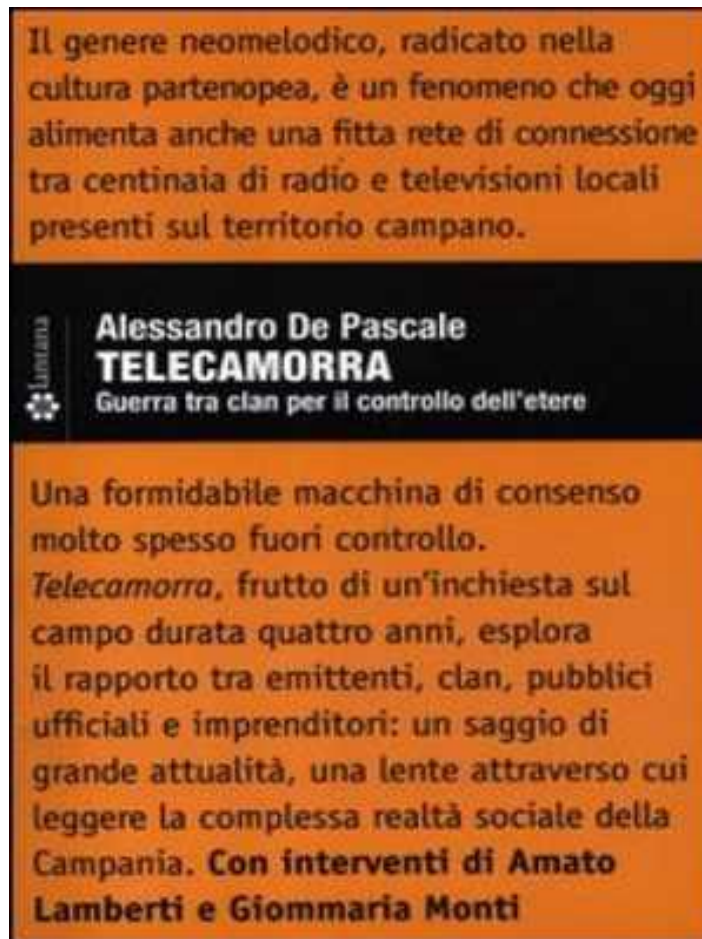 Il genere neomelodico, radicato nella
cultura partenopea, è un fenomeno che oggi
alimenta anche una fitta rete di connessione
tra centinaia di radio e televisioni locali
presenti sul territorio campano.
Lantana
Alessandro De Pascale
TELECAMORRA
Guerra tra clan per il controllo dell'etere
Una formidabile macchina di consenso
molto spesso fuori controllo.
Telecamorra, frutto di un'inchiesta sul
campo durata quattro anni, esplora
il rapporto tra emittenti, clan, pubblici
ufficiali e imprenditori: un saggio di
grande attualità, una lente attraverso cui
leggere la complessa realtà sociale della
Campania. Con interventi di Amato
Lamberti e Giommaria Monti